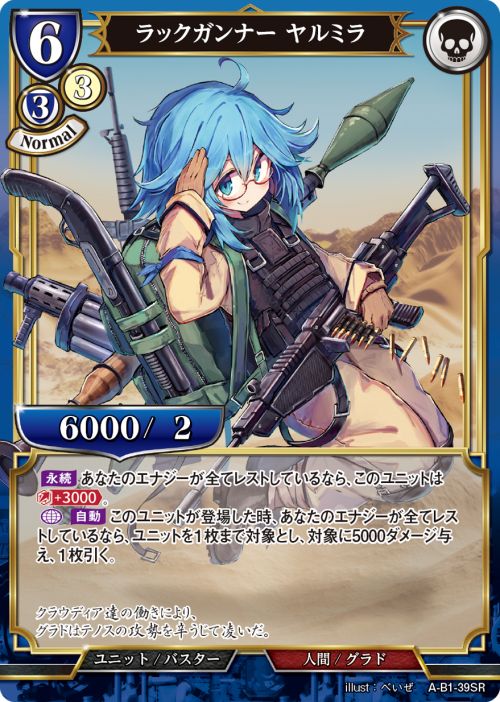 6
ラックガンナー ヤルミラ
3
3
Normal
6000/ 2
永続 あなたのエナジーが全てレストしているなら、このユニットは
+3000。
自動 このユニットが登場した時、あなたのエナジーが全てレス
トしているなら、ユニットを1枚まで対象とし、対象に5000ダメージ与
え、1枚引く。
クラウディア達の働きにより、
グラドはテノスの攻勢を辛うじて凌いだ。
ユニット / バスター
人間 / グラド
illust：べいぜ A-B1-39SR